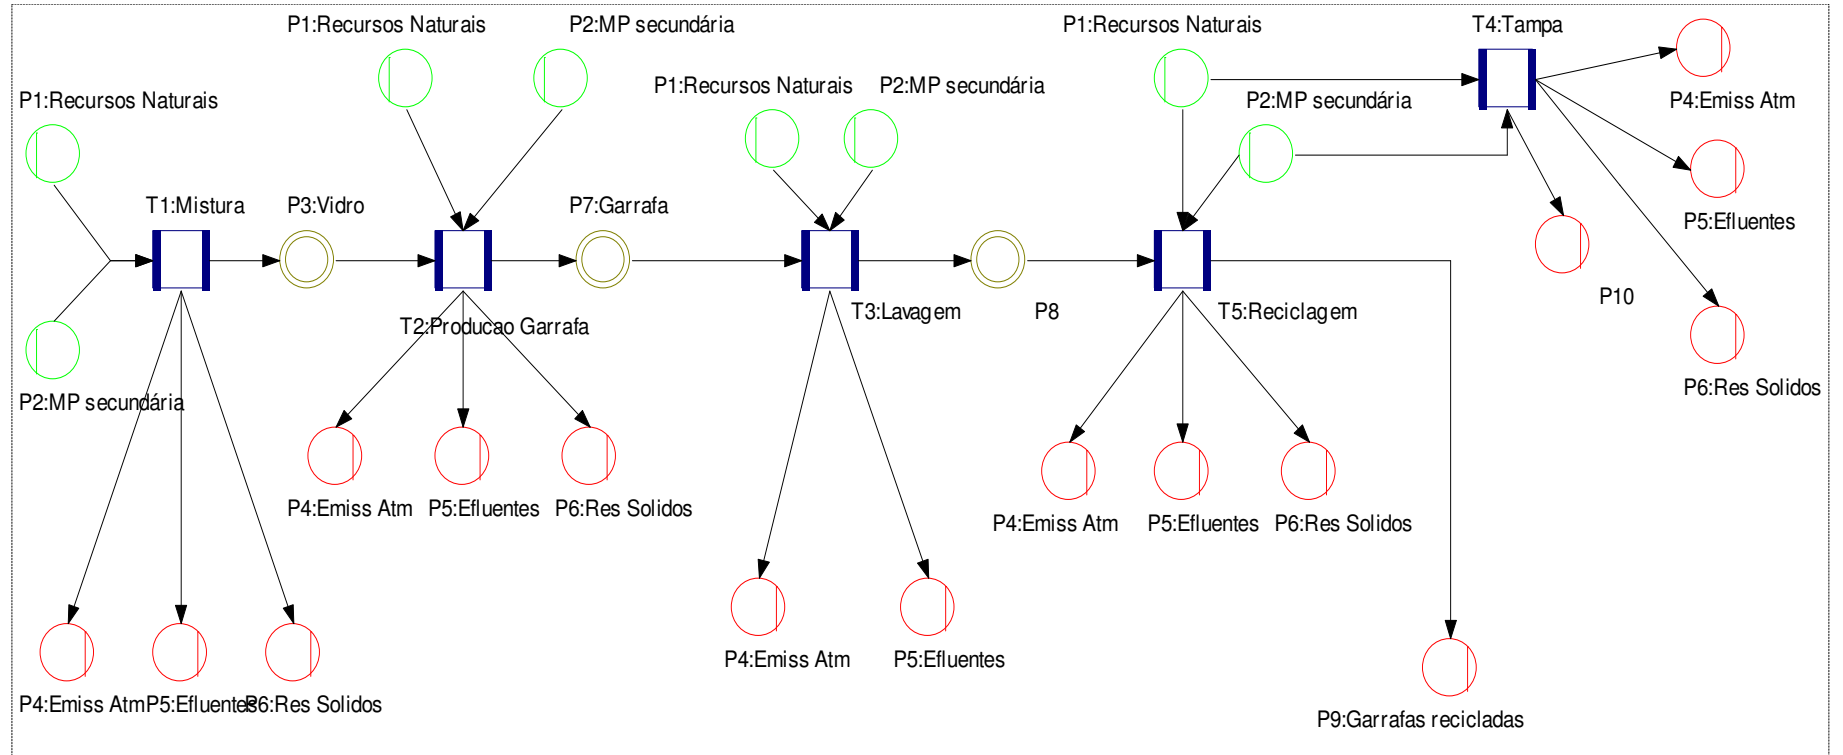 P1:Recursos Naturais
P2:MP secundária
P1:Recursos Naturais
T4:Tampa
P1:Recursos Naturais
P2:MP secundária
P1:Recursos Naturais
P2:MP secundária
P4:Emiss Atm
T1:Mistura
P3:Vidro
P7:Garrafa
P5:Efluentes
P10
T3:Lavagem
P8
T5:Reciclagem
T2:Producao Garrafa
P6:Res Solidos
P2:MP secundária
P4:Emiss Atm
P5:Efluentes
P6:Res Solidos
P4:Emiss Atm
P5:Efluentes
P6:Res Solidos
P4:Emiss Atm
P5:Efluentes
P4:Emiss Atm
P5:Efluentes
P6:Res Solidos
P9:Garrafas recicladas